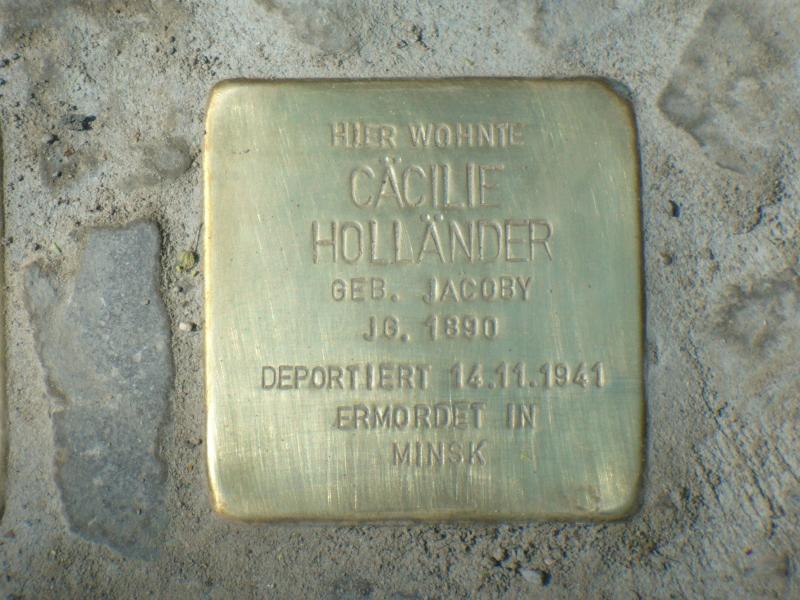 HIER WOHNTE
CÄCILIE
HOLLÄNDER
GEB. JACOBY
JG. 1890
DEPORTIERT 14.11.1941
ERMORDET IN
MINSK